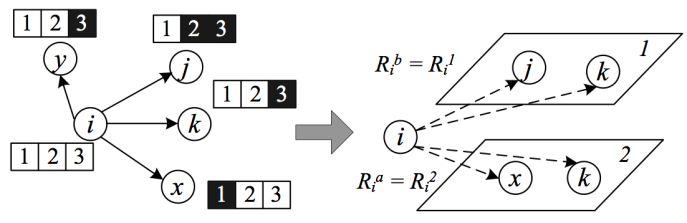 1 2 3
1 2 3
y
j
1 2 3
i
k
1 2 3
x
1 2 3
R_i^b = R_i^1
j
k
1
i
R_i^a = R_i^2
x
k
2